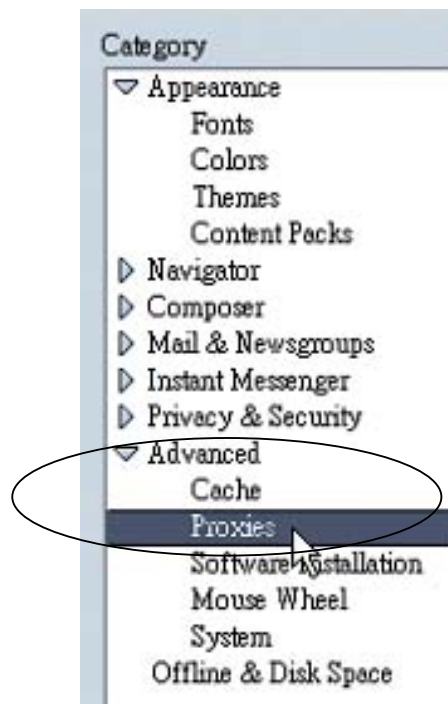 Category
Appearance
Fonts
Colors
Themes
Content Packs
Navigator
Composer
Mail & Newsgroups
Instant Messenger
Privacy & Security
Advanced
Cache
Proxies
Software Installation
Mouse Wheel
System
Offline & Disk Space